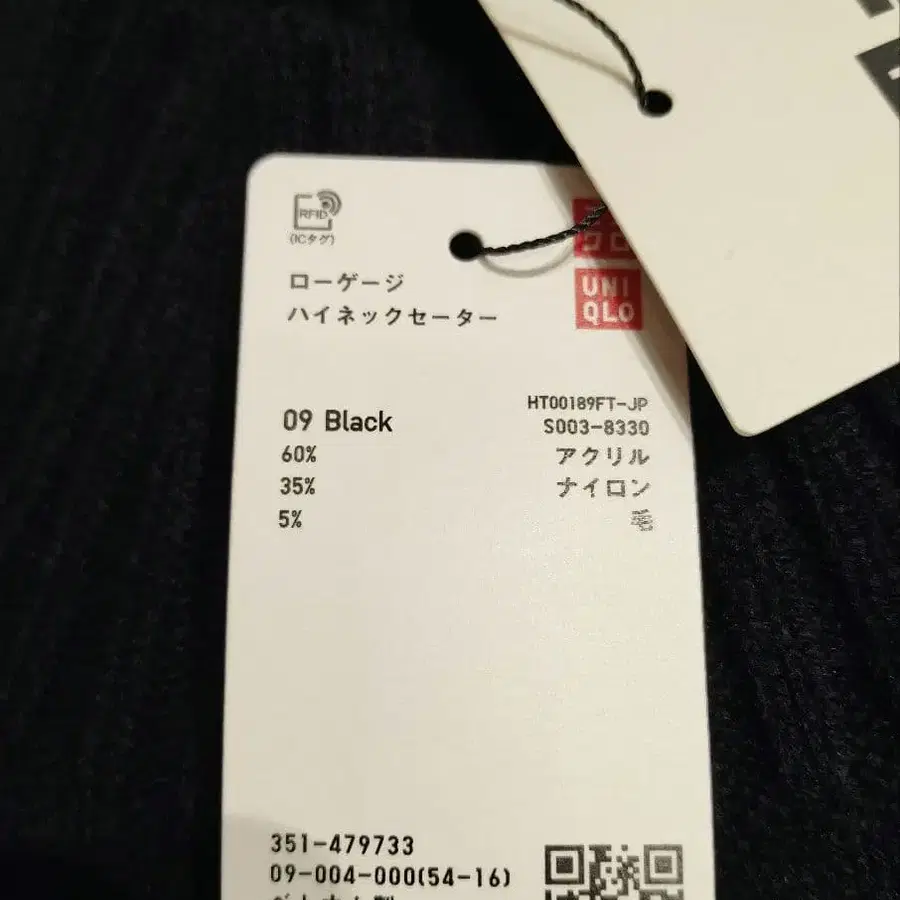 RFID
(ICタグ)
ローゲージ
ハイネックセーター
UNI
QLO
09 Black
HT00189FT-JP
S003-8330
60% アクリル
35% ナイロン
5%
351-479733
09-004-000(54-16)